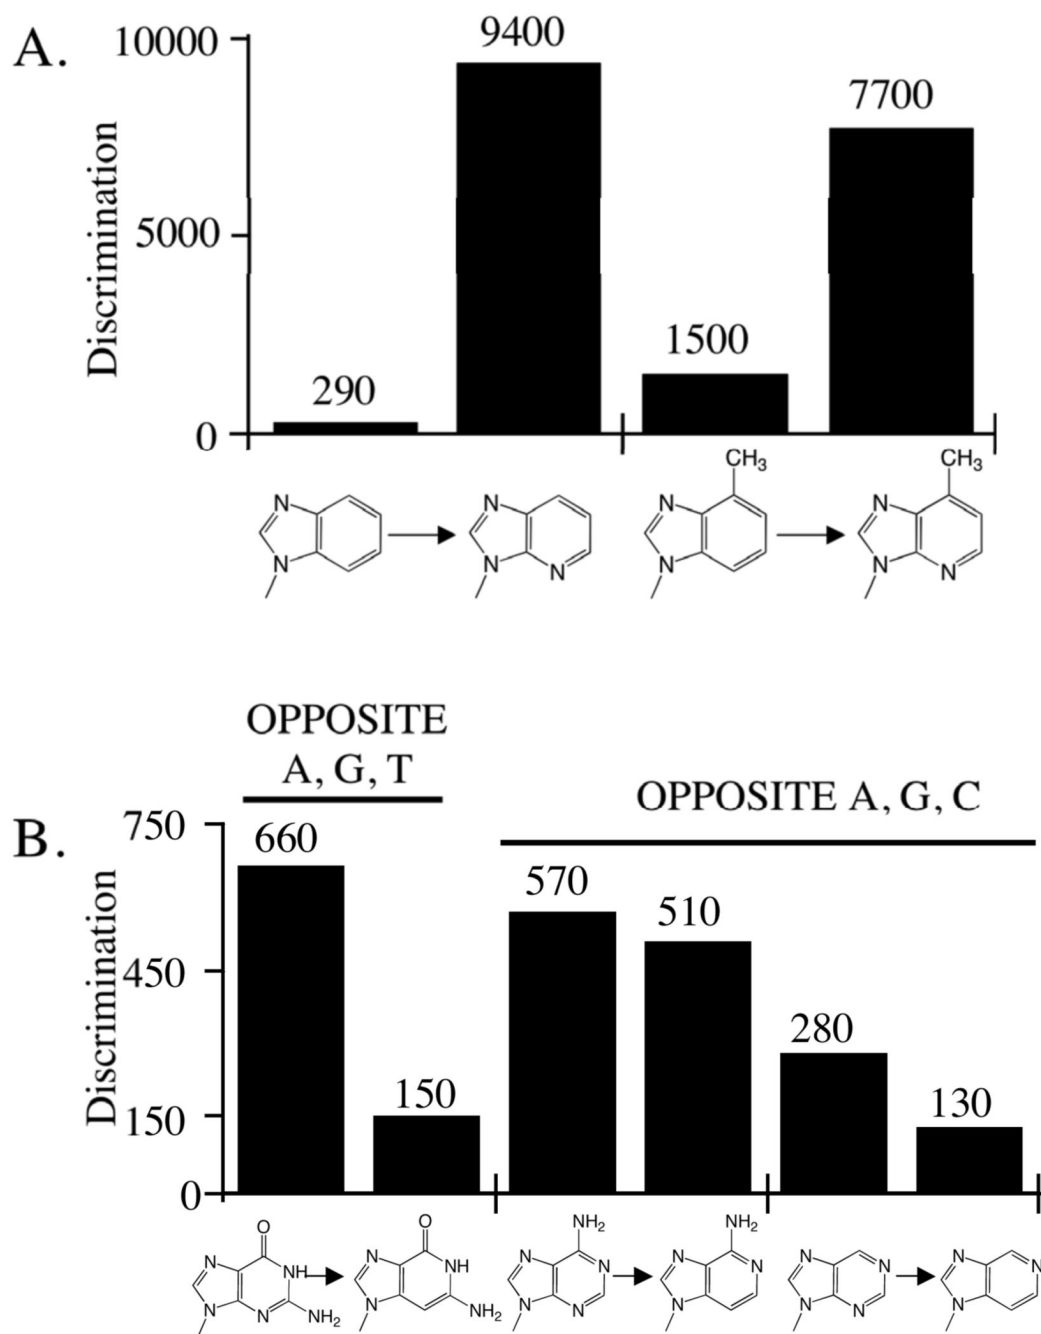 A.
10000
9400
7700
5000
1500
290
0
Discrimination
CH3
CH3
N
N
N
N
N
N
N
N
N
N
OPPOSITE
A, G, T
OPPOSITE A, G, C
B.
750
660
570
510
450
280
150
150
130
0
Discrimination
O
O
NH2
NH2
N
NH
N
NH
N
N
N
N
N
N
N
N
N
N
NH2
N
NH2
N
N
N
N
N
N